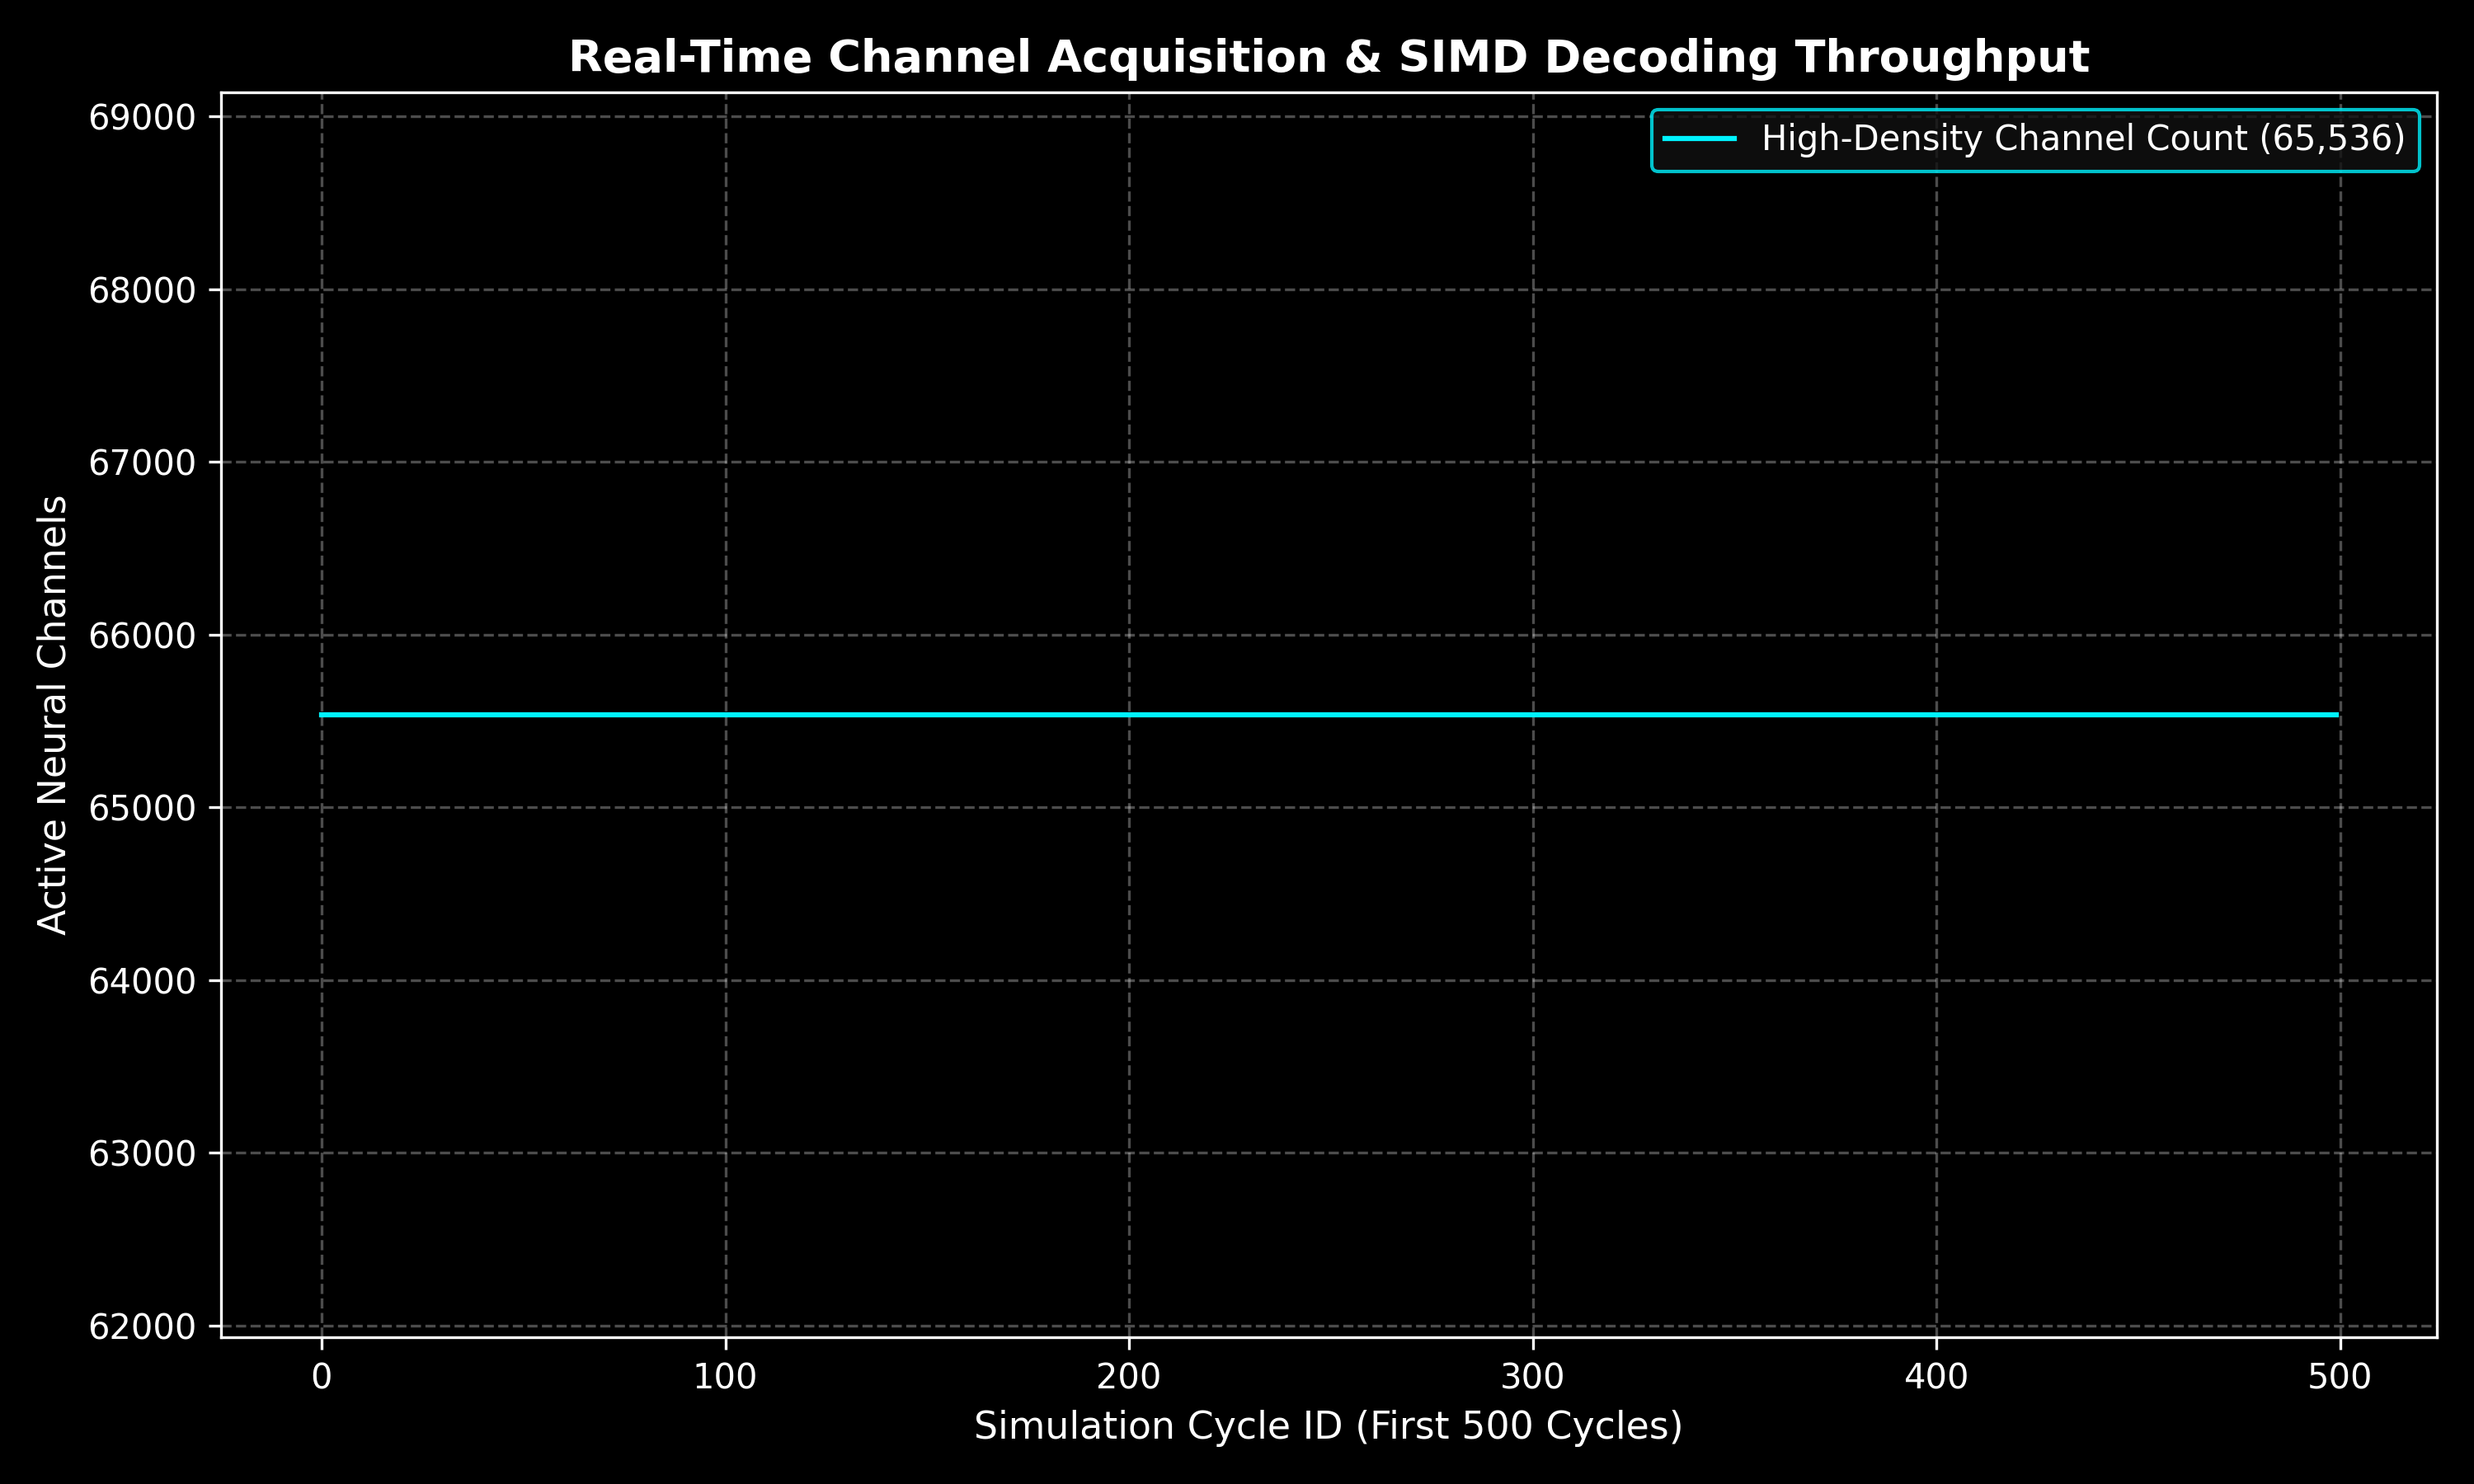 Real-Time Channel Acquisition & SIMD Decoding Throughput
High-Density Channel Count (65,536)
Active Neural Channels
69000
68000
67000
66000
65000
64000
63000
62000
0 100 200 300 400 500
Simulation Cycle ID (First 500 Cycles)